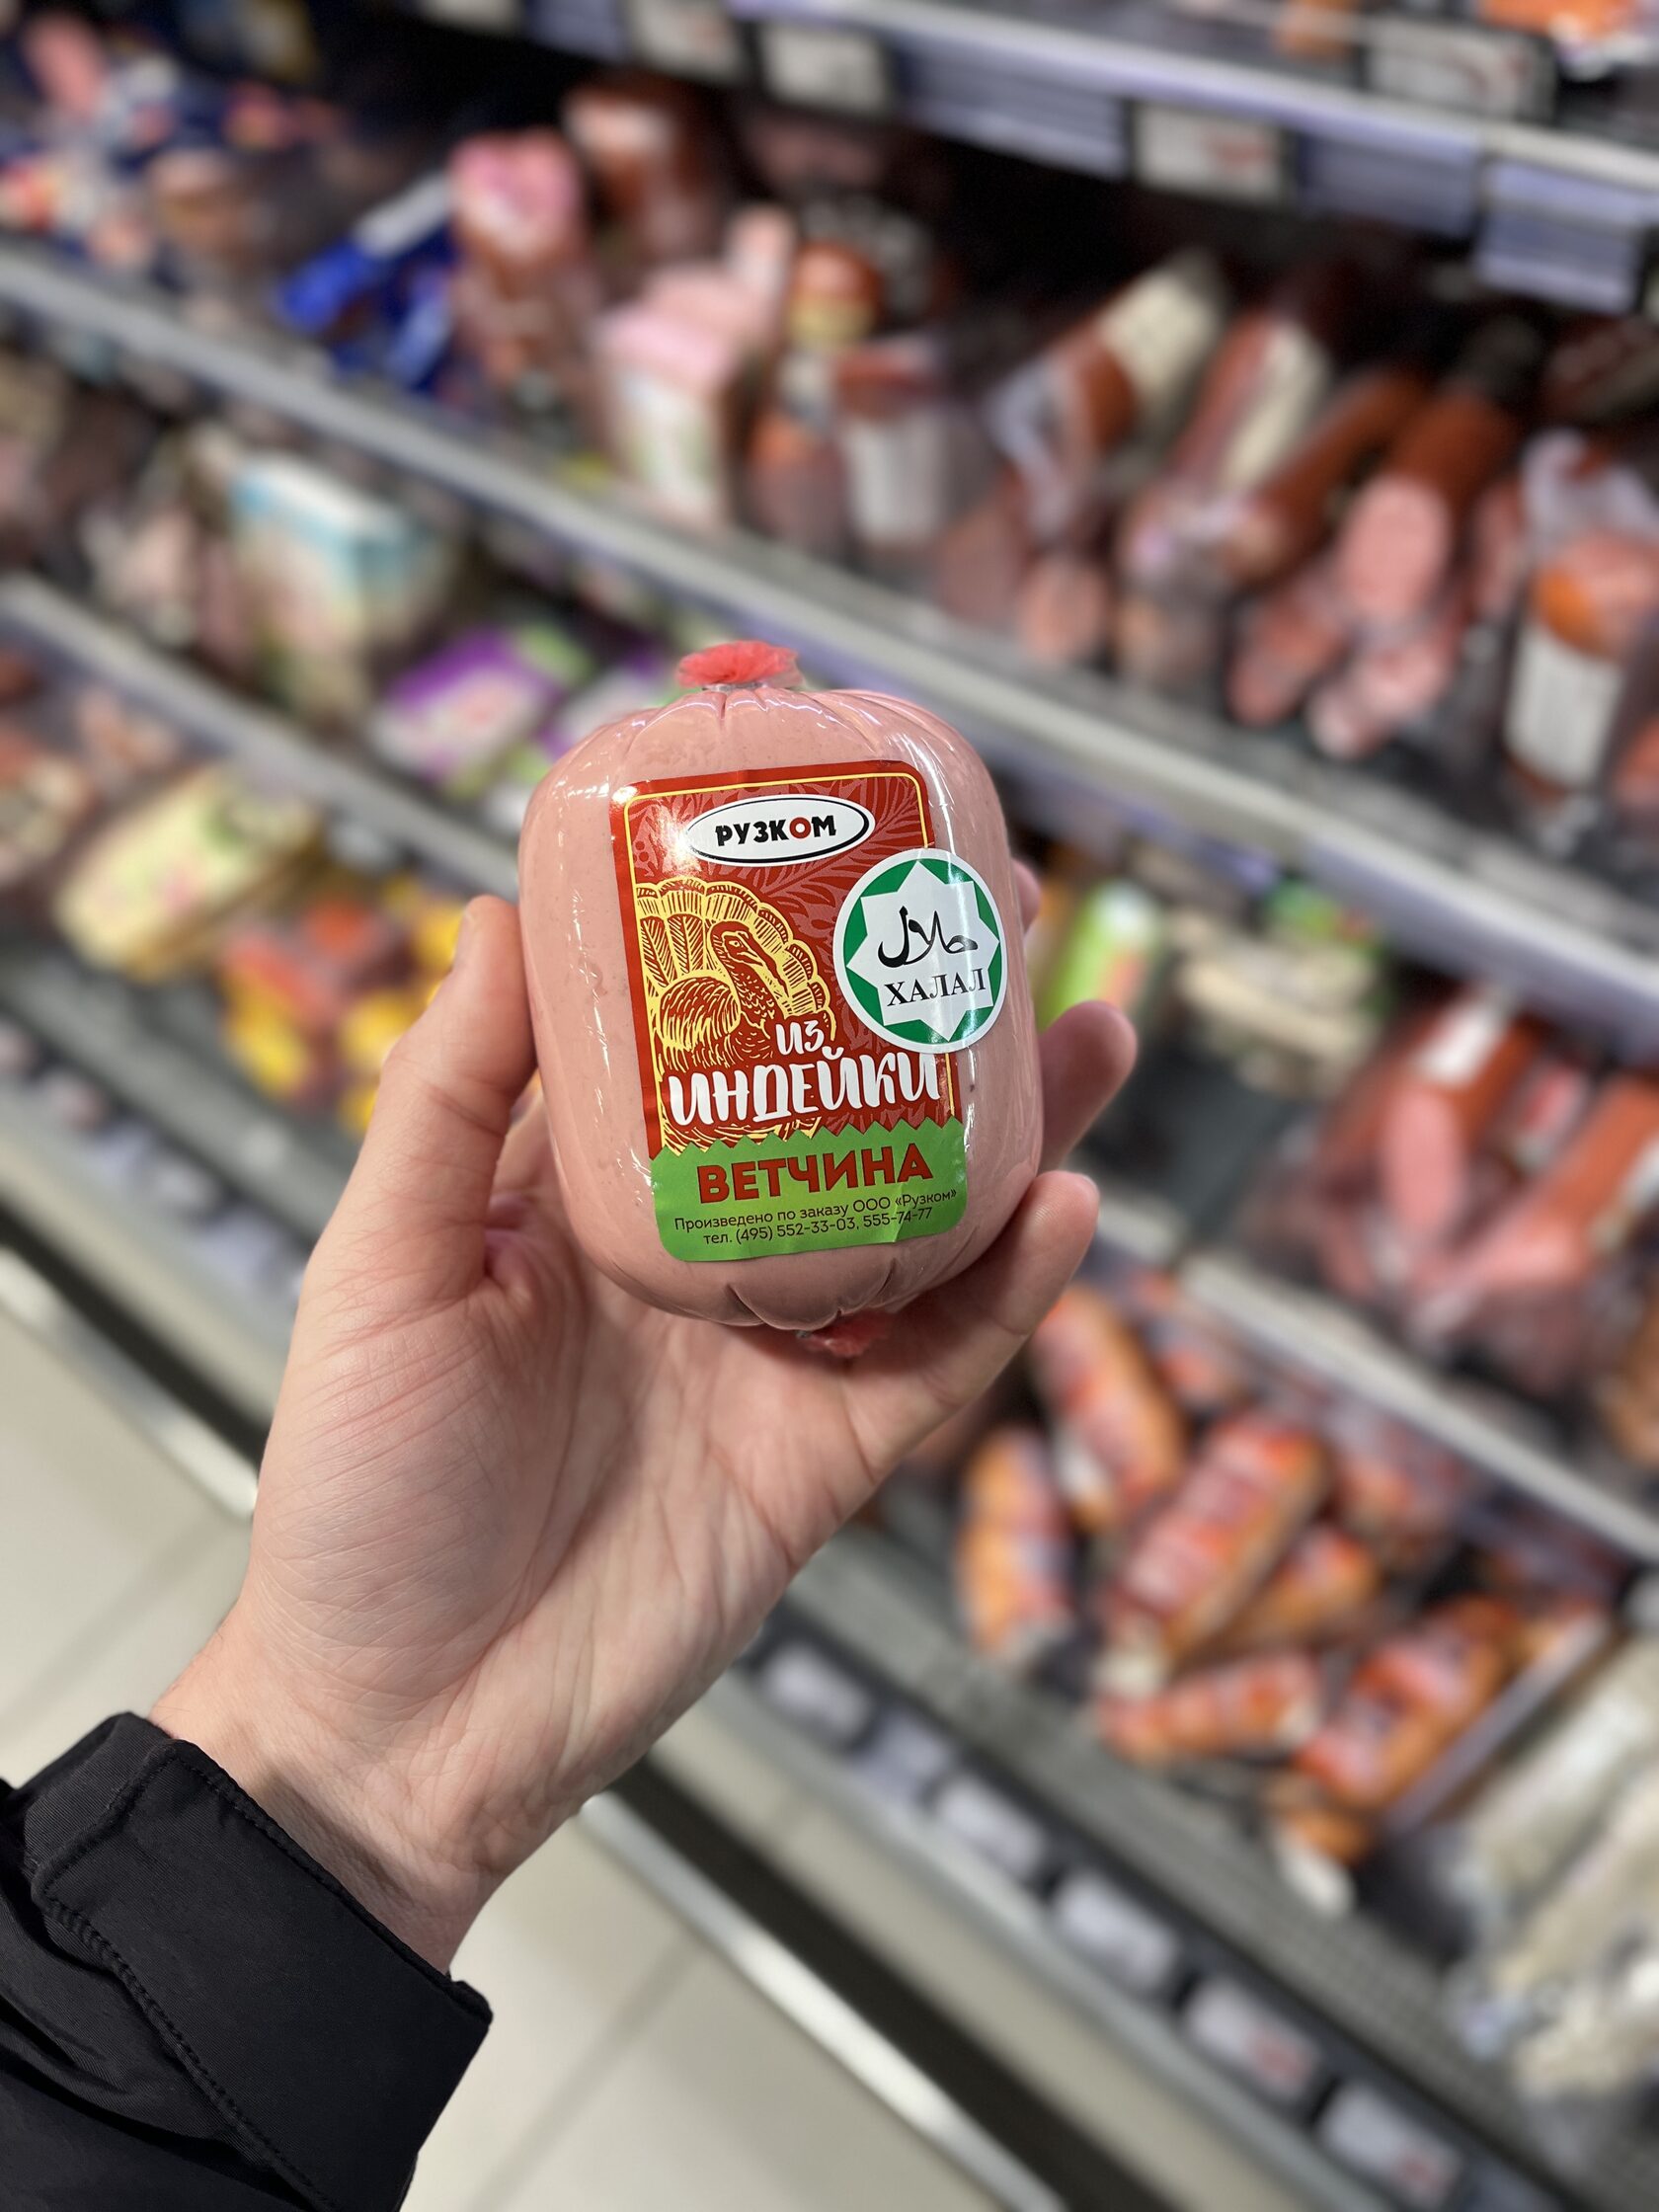 РУЗКОМ
حلال
ХАЛАЛ
из
индейки
ВЕТЧИНА
Произведено по заказу ООО «Рузком»
тел. (495) 552-33-03, 555-74-77